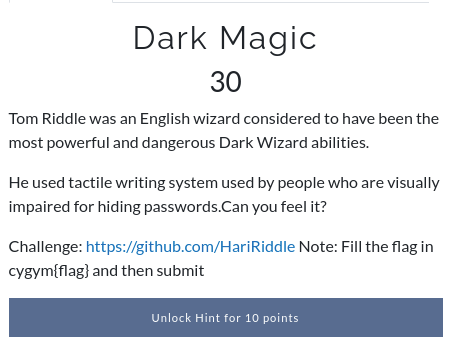 Dark Magic
30
Tom Riddle was an English wizard considered to have been the
most powerful and dangerous Dark Wizard abilities.
He used tactile writing system used by people who are visually
impaired for hiding passwords.Can you feel it?
Challenge: https://github.com/HariRiddle Note: Fill the flag in
cygym{flag} and then submit
Unlock Hint for 10 points